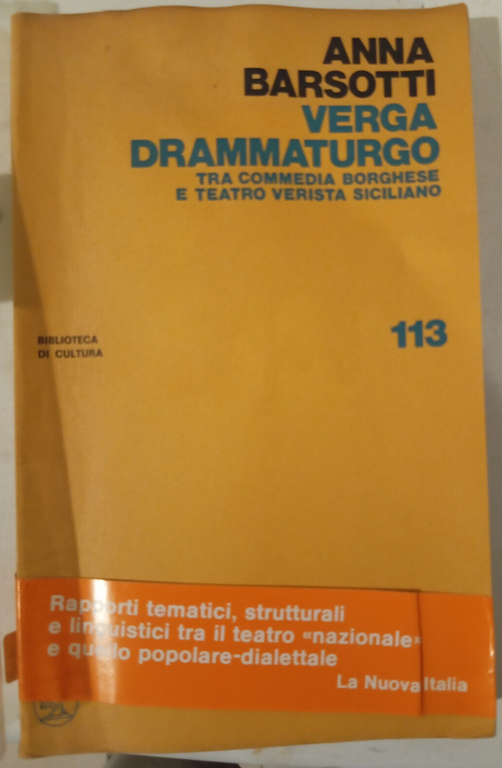 ANNA
BARSOTTI
VERGA
DRAMMATURGO
TRA COMMEDIA BORGHESE
E TEATRO VERISTA SICILIANO
113
BIBLIOTECA
DI CULTURA
Rapporti tematici, strutturali
e linguistici tra il teatro «nazionale»
e quello popolare-dialettale
La Nuova Italia